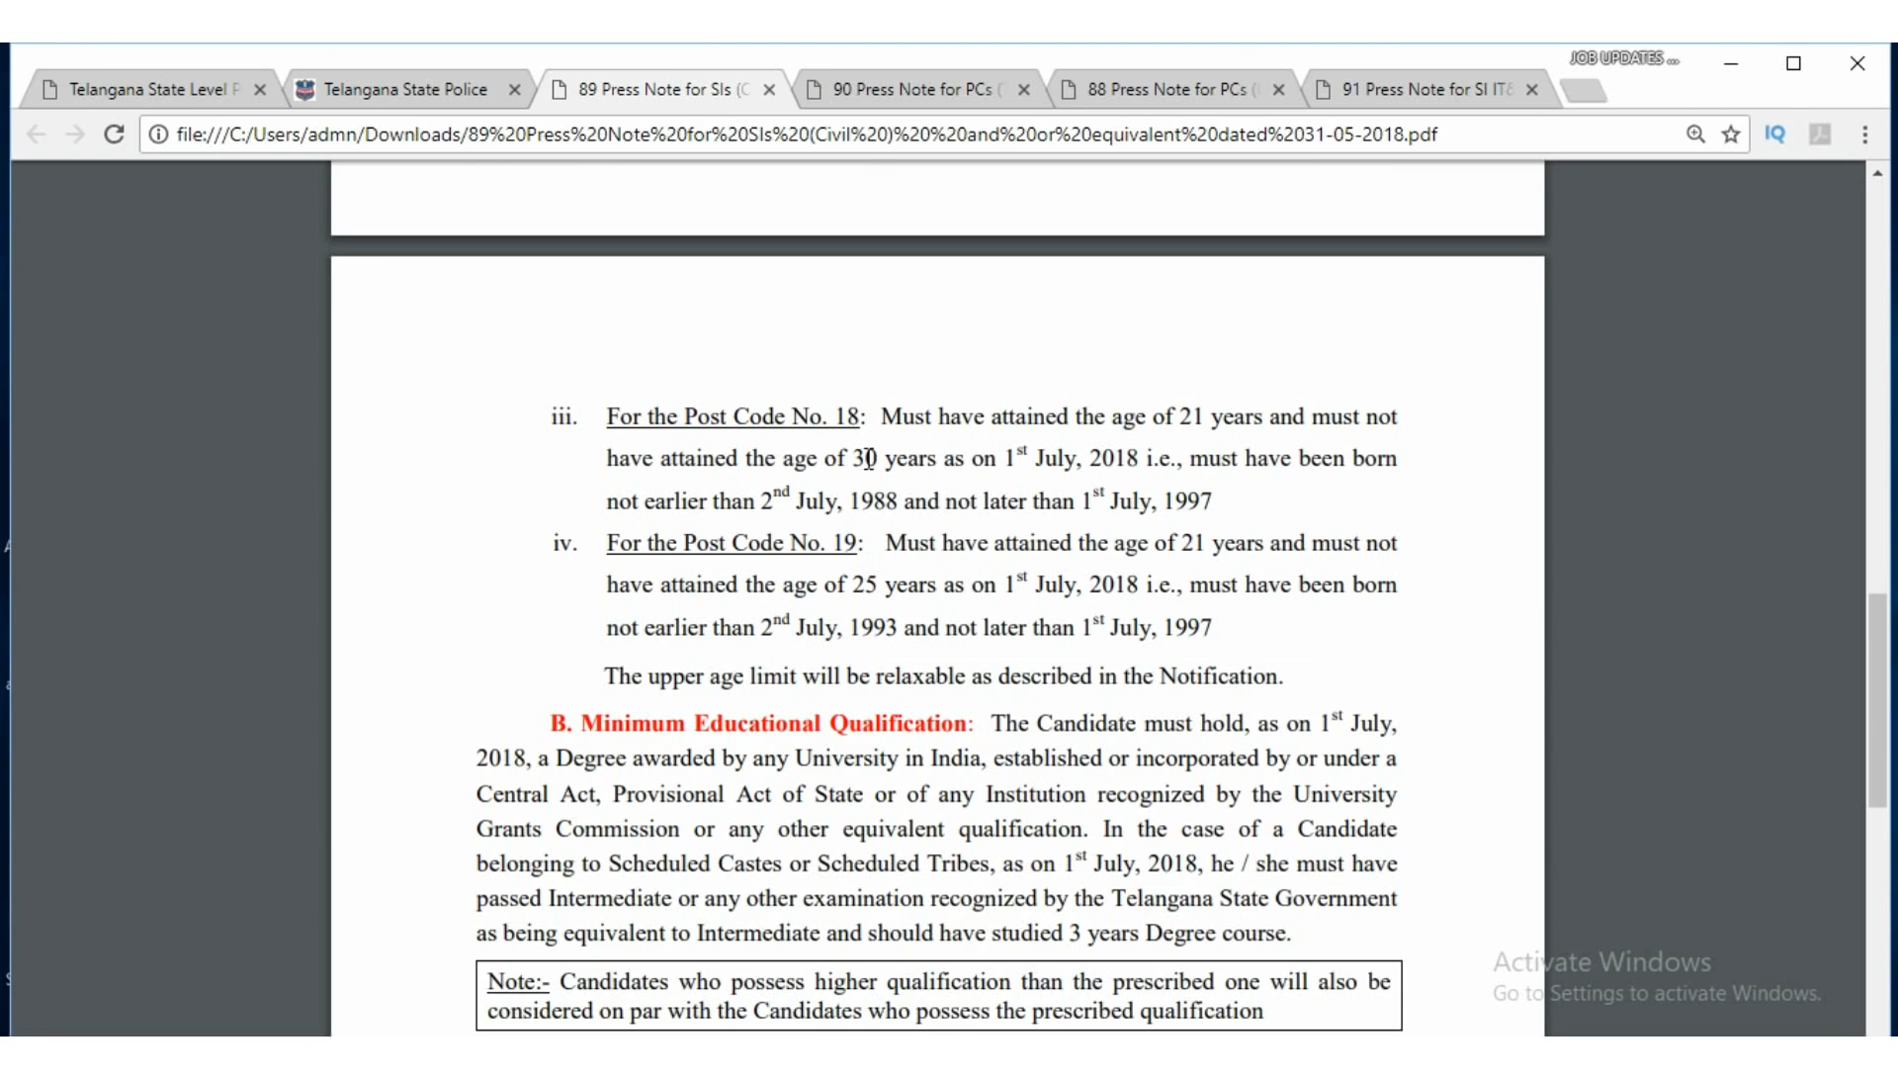 JOB UPDATES ...
Telangana State Level P
Telangana State Police
89 Press Note for SIs (C
90 Press Note for PCs (
88 Press Note for PCs (
91 Press Note for SI IT&
file:///C:/Users/admn/Downloads/89%20Press%20Note%20for%20SIs%20(Civil%20)%20%20and%20or%20equivalent%20dated%2031-05-2018.pdf
IQ
iii. For the Post Code No. 18: Must have attained the age of 21 years and must not
have attained the age of 30 years as on 1st July, 2018 i.e., must have been born
not earlier than 2nd July, 1988 and not later than 1st July, 1997
iv. For the Post Code No. 19: Must have attained the age of 21 years and must not
have attained the age of 25 years as on 1st July, 2018 i.e., must have been born
not earlier than 2nd July, 1993 and not later than 1st July, 1997
The upper age limit will be relaxable as described in the Notification.
B. Minimum Educational Qualification: The Candidate must hold, as on 1st July,
2018, a Degree awarded by any University in India, established or incorporated by or under a
Central Act, Provisional Act of State or of any Institution recognized by the University
Grants Commission or any other equivalent qualification. In the case of a Candidate
belonging to Scheduled Castes or Scheduled Tribes, as on 1st July, 2018, he / she must have
passed Intermediate or any other examination recognized by the Telangana State Government
as being equivalent to Intermediate and should have studied 3 years Degree course.
Note:- Candidates who possess higher qualification than the prescribed one will also be
considered on par with the Candidates who possess the prescribed qualification
Activate Windows
Go to Settings to activate Windows.